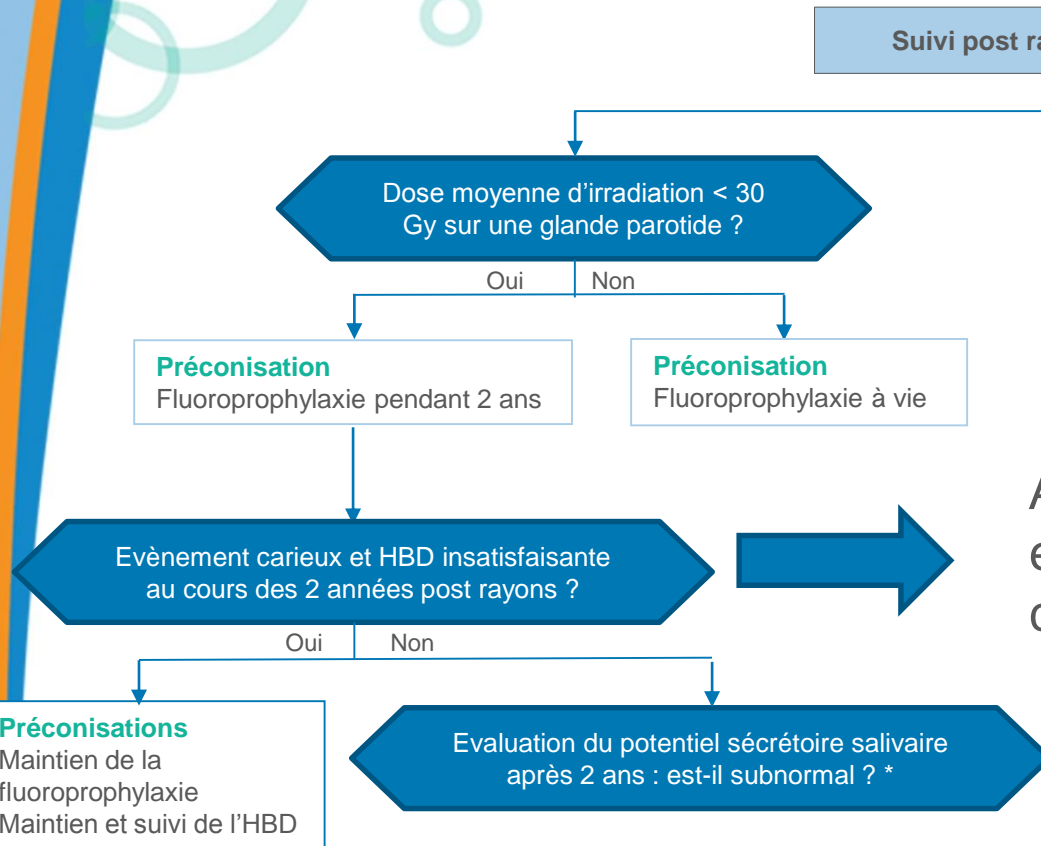 Suivi post
Dose moyenne d'irradiation < 30
Gy sur une glande parotide ?
Oui Non
Préconisation
Fluoroprophylaxie pendant 2 ans
Préconisation
Fluoroprophylaxie à vie
Evènement carieux et HBD insatisfaisante
au cours des 2 années post rayons ?
Oui Non
Préconisations
Maintien de la
fluoroprophylaxie
Maintien et suivi de l'HBD
Evaluation du potentiel sécrétoire salivaire
après 2 ans : est-il subnormal ? *